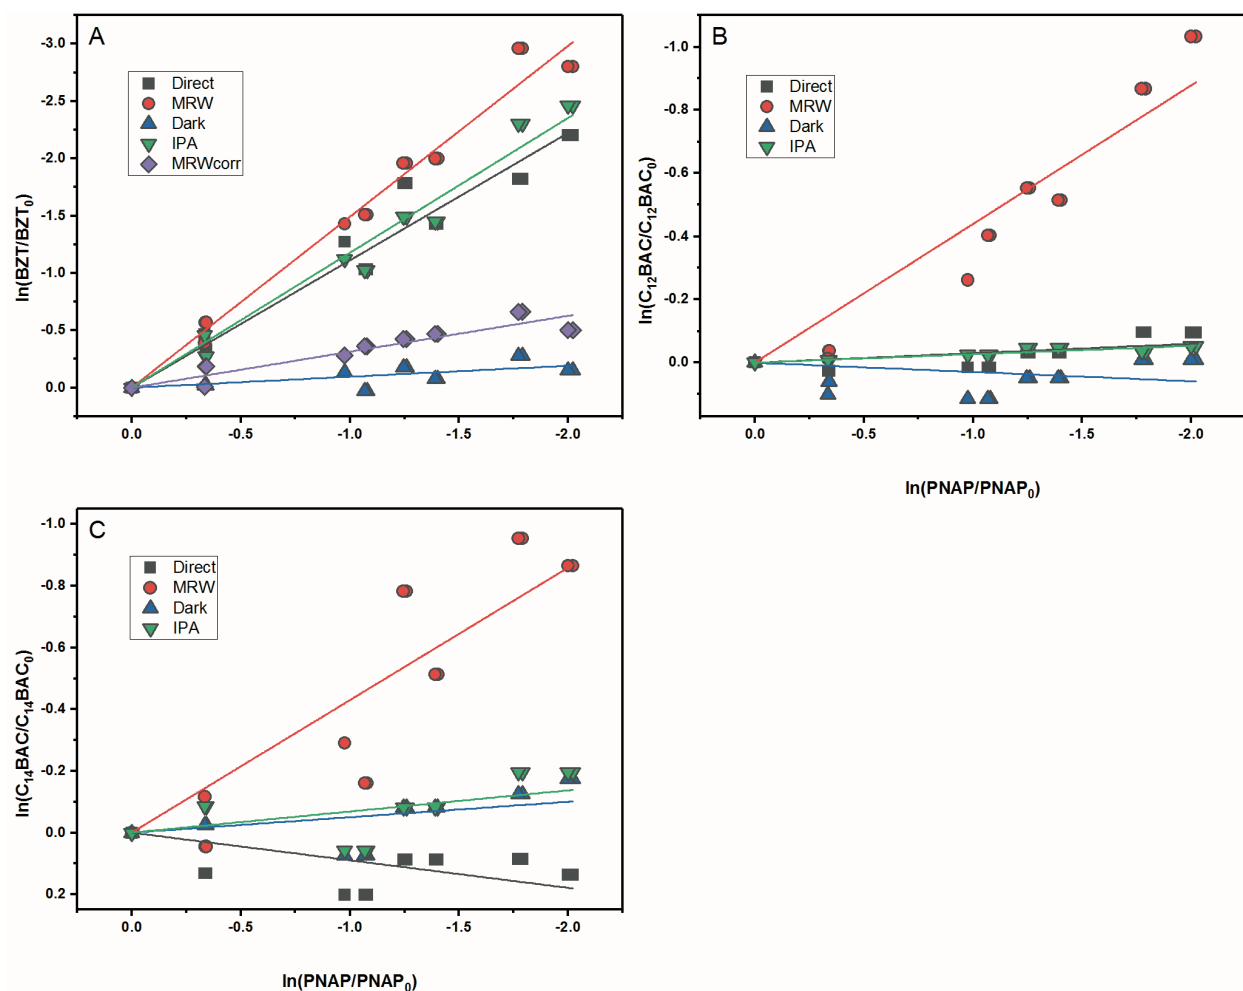 A
-3.0
-2.5
-2.0
-1.5
-1.0
-0.5
0.0
ln(BZT/BZT₀)
Direct
MRW
Dark
IPA
MRWcorr
0.0 -0.5 -1.0 -1.5 -2.0
B
-1.0
-0.8
-0.6
-0.4
-0.2
0.0
ln(C₁₂BAC/C₁₂BAC₀)
Direct
MRW
Dark
IPA
0.0 -0.5 -1.0 -1.5 -2.0
ln(PNAP/PNAP₀)
C
-1.0
-0.8
-0.6
-0.4
-0.2
0.0
0.2
ln(C₁₄BAC/C₁₄BAC₀)
Direct
MRW
Dark
IPA
0.0 -0.5 -1.0 -1.5 -2.0
ln(PNAP/PNAP₀)